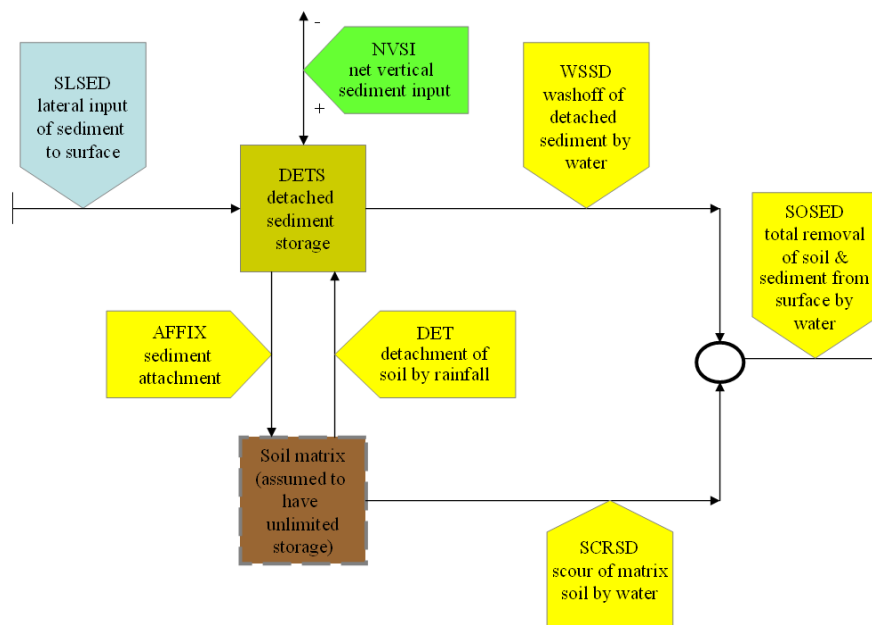 SLSED
lateral input
of sediment
to surface
-
NVSI
net vertical
sediment input
+
WSSD
washoff of
detached
sediment by
water
DETS
detached
sediment
storage
SOSED
total removal
of soil &
sediment from
surface by
water
AFFIX
sediment
attachment
DET
detachment of
soil by rainfall
Soil matrix
(assumed to
have
unlimited
storage)
SCRSD
scour of matrix
soil by water